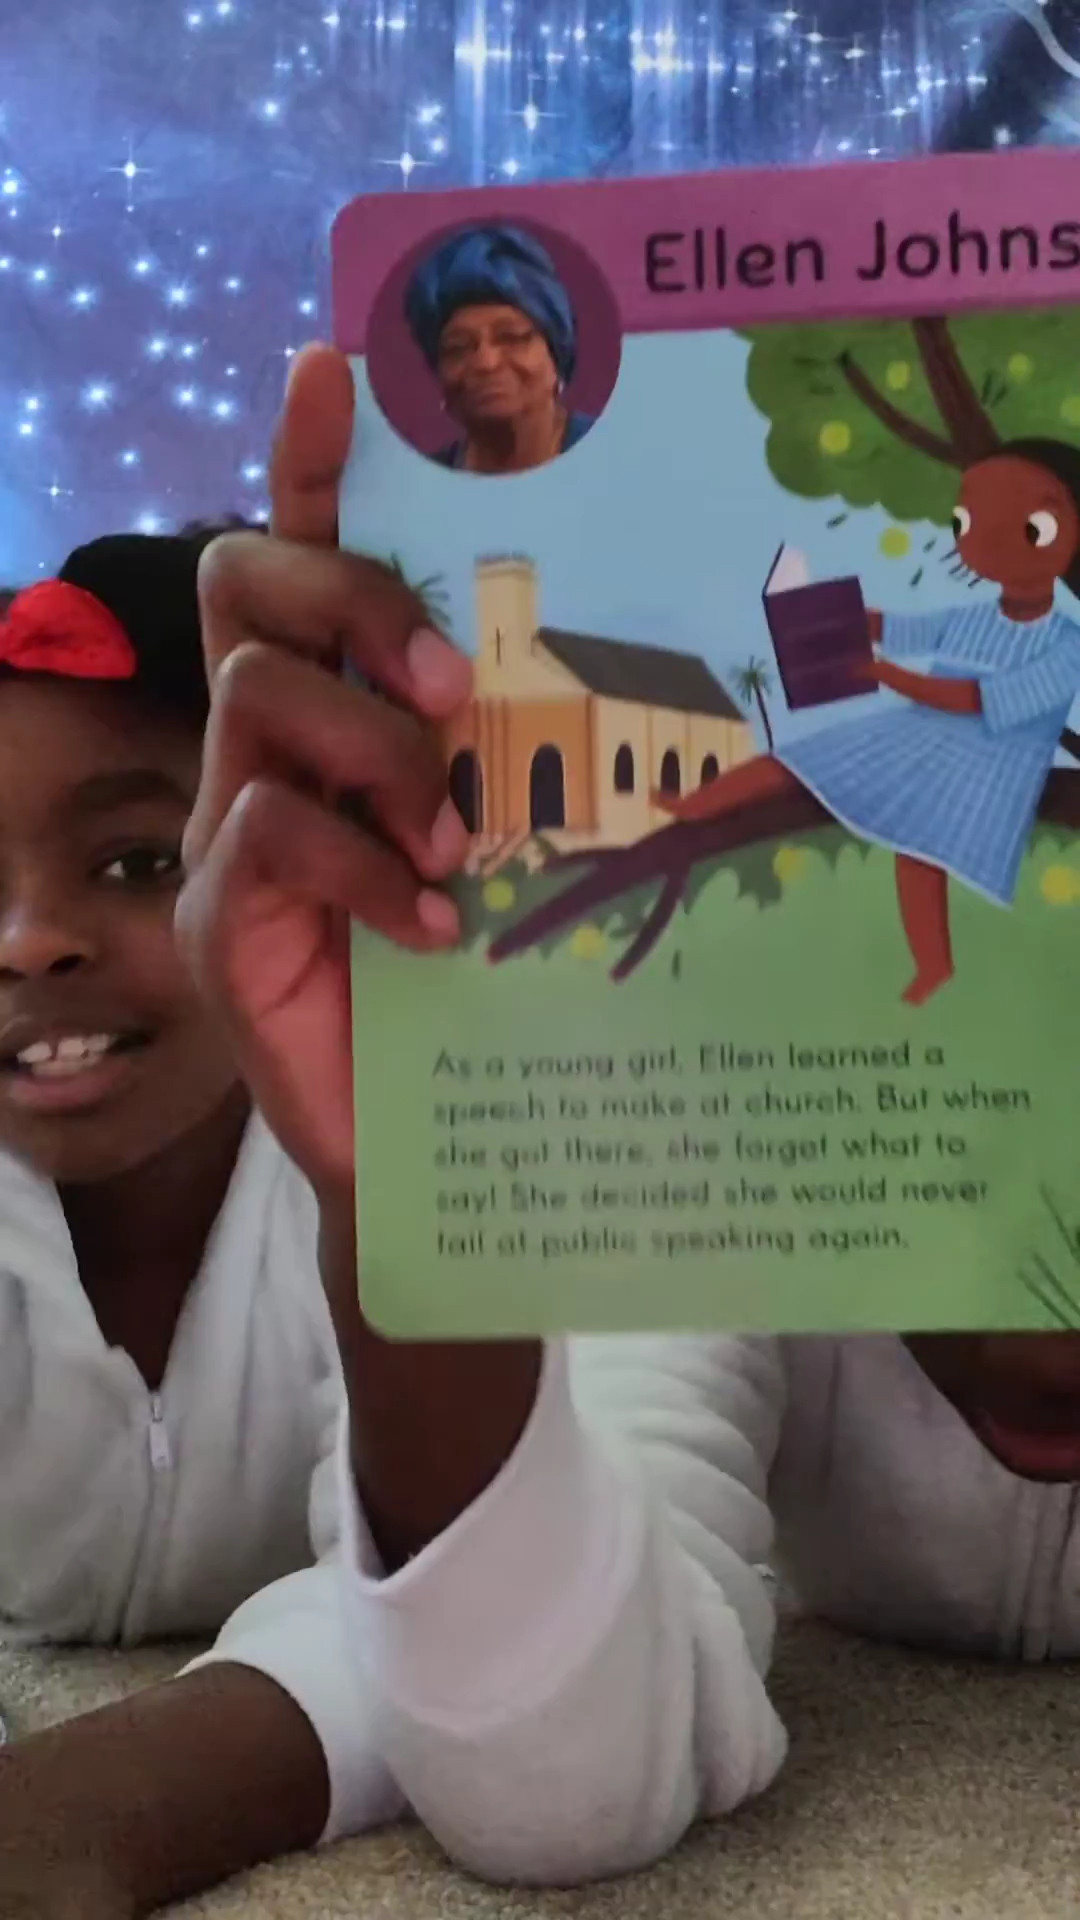 Ellen Johns
As a young girl, Ellen learned a
speech to make at church. But when
she got there, she forgot what to
say! She decided she would never
fail at public speaking again.